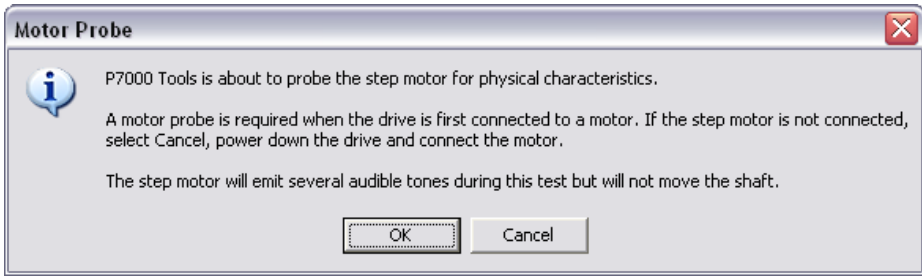 Motor Probe
P7000 Tools is about to probe the step motor for physical characteristics.
A motor probe is required when the drive is first connected to a motor. If the step motor is not connected,
select Cancel, power down the drive and connect the motor.
The step motor will emit several audible tones during this test but will not move the shaft.
OK Cancel